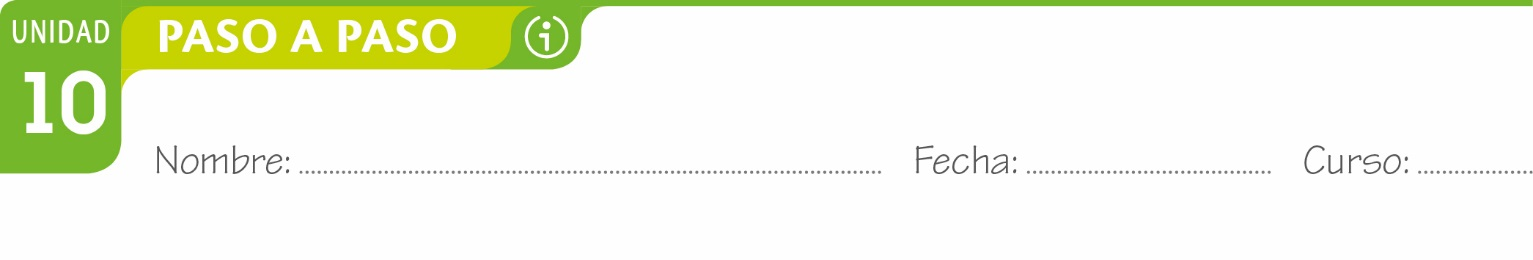 UNIDAD
10
PASO A PASO
Nombre: ........................................ Fecha: .................... Curso: ..........